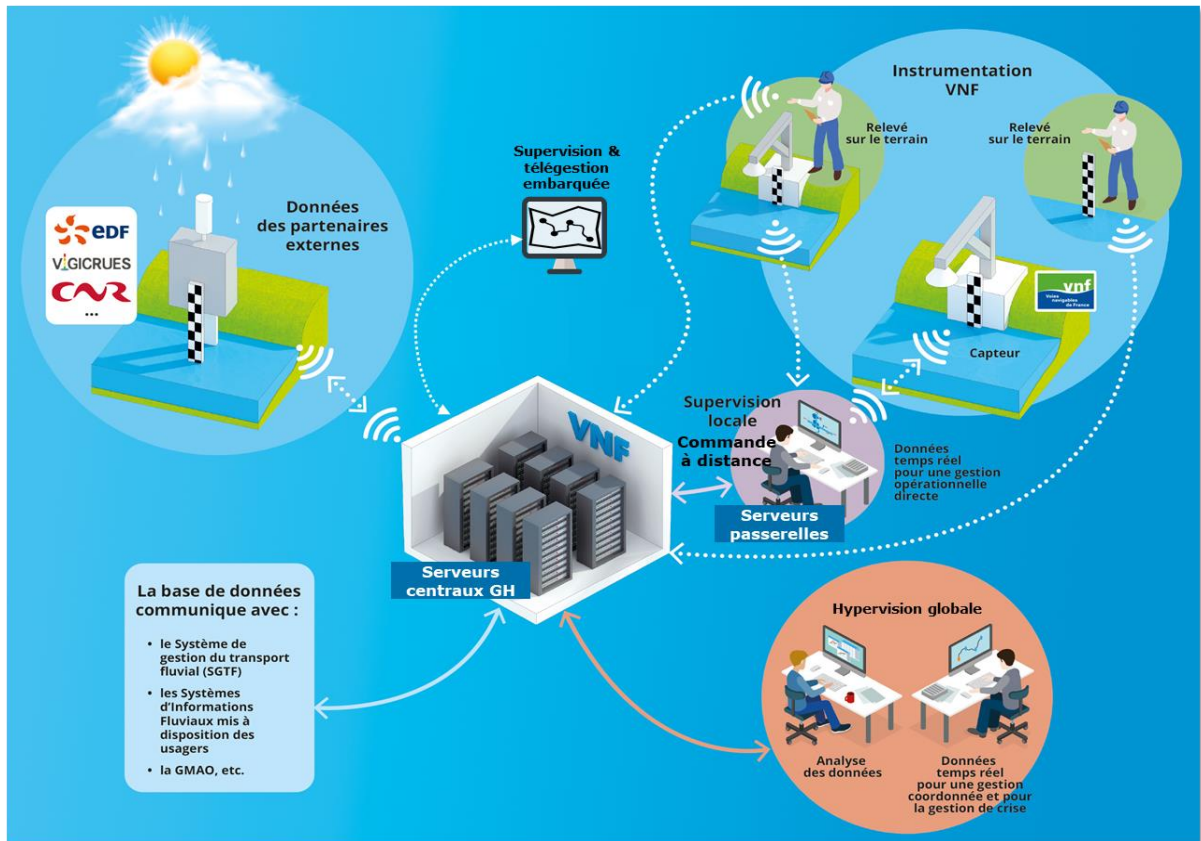 Instrumentation
VNF
Relevé
sur le terrain
Relevé
sur le terrain
Supervision &
télégestion
embarquée
Données
des partenaires
externes
eDF
VIGICRUES
CNR
...
vnf
Voies
navigables
de France
Capteur
VNF
Supervision
locale
Commande
à distance
Données
temps réel
pour une gestion
opérationnelle
directe
Serveurs
passerelles
Serveurs
centraux GH
La base de données
communique avec :
• le Système de
gestion du transport
fluvial (SGTF)
• les Systèmes
d'Informations
Fluviaux mis à
disposition des
usagers
• la GMAO, etc.
Hypervision globale
Analyse
des données
Données
temps réel
pour une gestion
coordonnée et pour
la gestion de crise